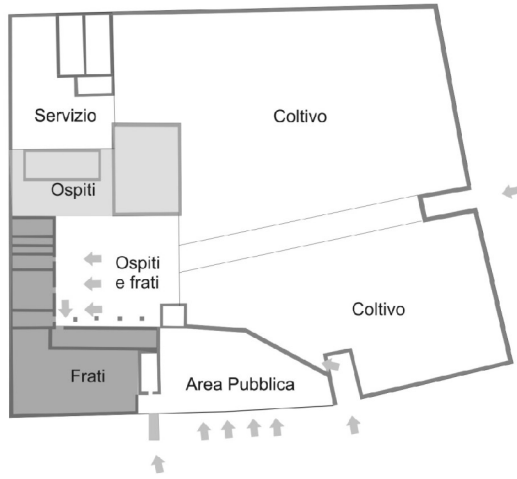 Servizio
Coltivo
Ospiti
Ospiti
e frati
Coltivo
Frati
Area Pubblica